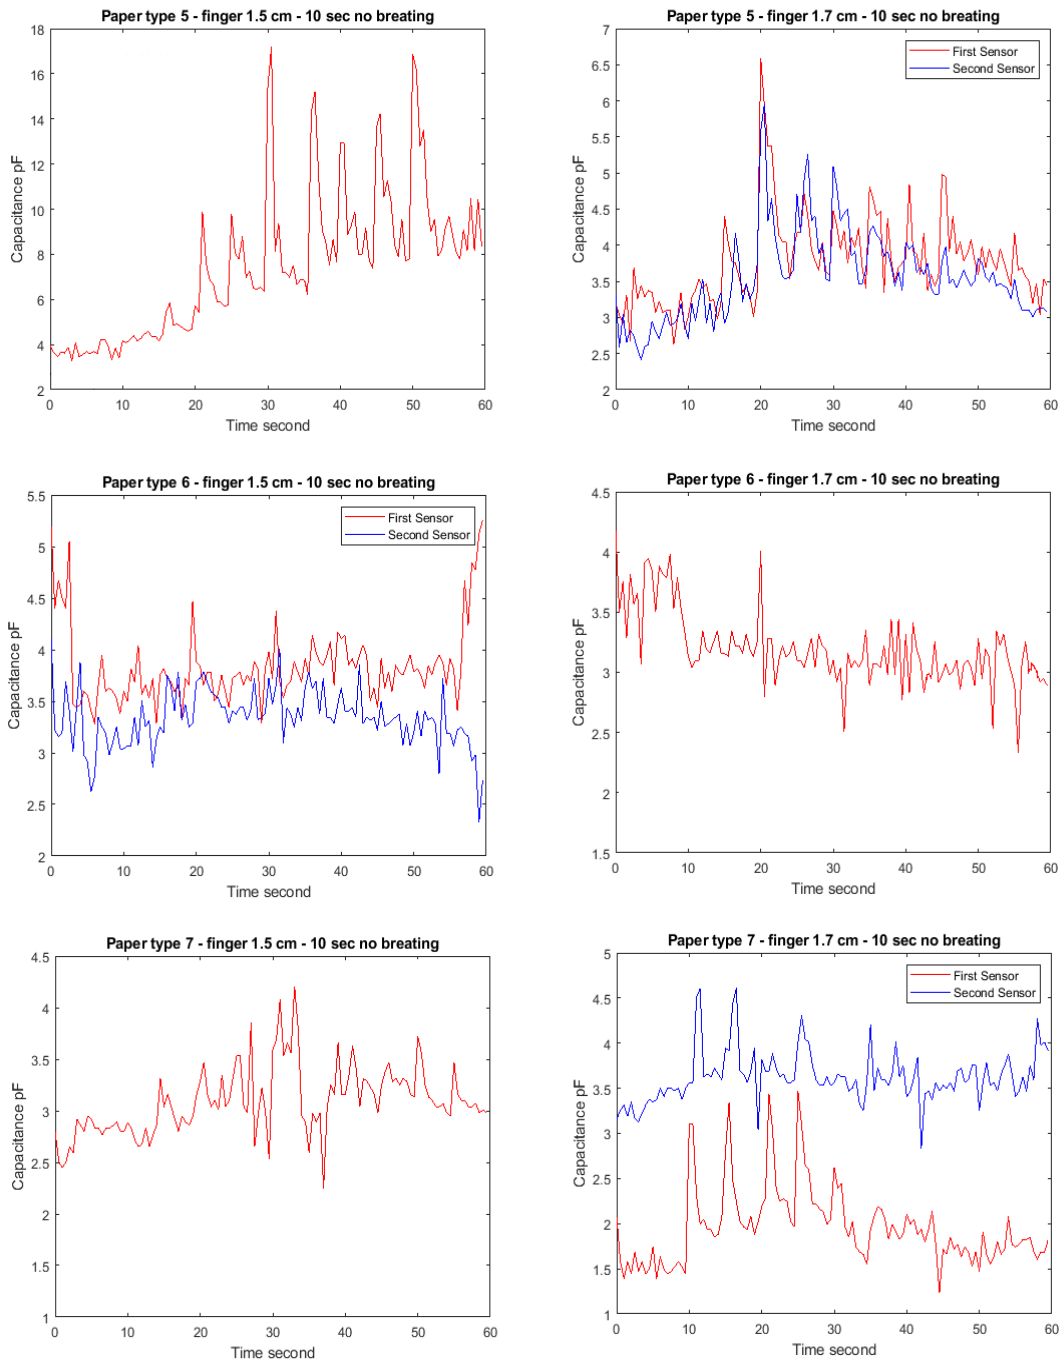 Paper type 5 - finger 1.5 cm - 10 sec no breating
18
16
14
12
10
8
6
4
2
Capacitance pF
0 10 20 30 40 50 60
Time second
Paper type 5 - finger 1.7 cm - 10 sec no breating
First Sensor
Second Sensor
7
6.5
6
5.5
5
4.5
4
3.5
3
2.5
2
Capacitance pF
0 10 20 30 40 50 60
Time second
Paper type 6 - finger 1.5 cm - 10 sec no breating
First Sensor
Second Sensor
5.5
5
4.5
4
3.5
3
2.5
2
Capacitance pF
0 10 20 30 40 50 60
Time second
Paper type 6 - finger 1.7 cm - 10 sec no breating
4.5
4
3.5
3
2.5
2
1.5
Capacitance pF
0 10 20 30 40 50 60
Time second
Paper type 7 - finger 1.5 cm - 10 sec no breating
4.5
4
3.5
3
2.5
2
1.5
1
Capacitance pF
0 10 20 30 40 50 60
Time second
Paper type 7 - finger 1.7 cm - 10 sec no breating
First Sensor
Second Sensor
5
4.5
4
3.5
3
2.5
2
1.5
1
Capacitance pF
0 10 20 30 40 50 60
Time second